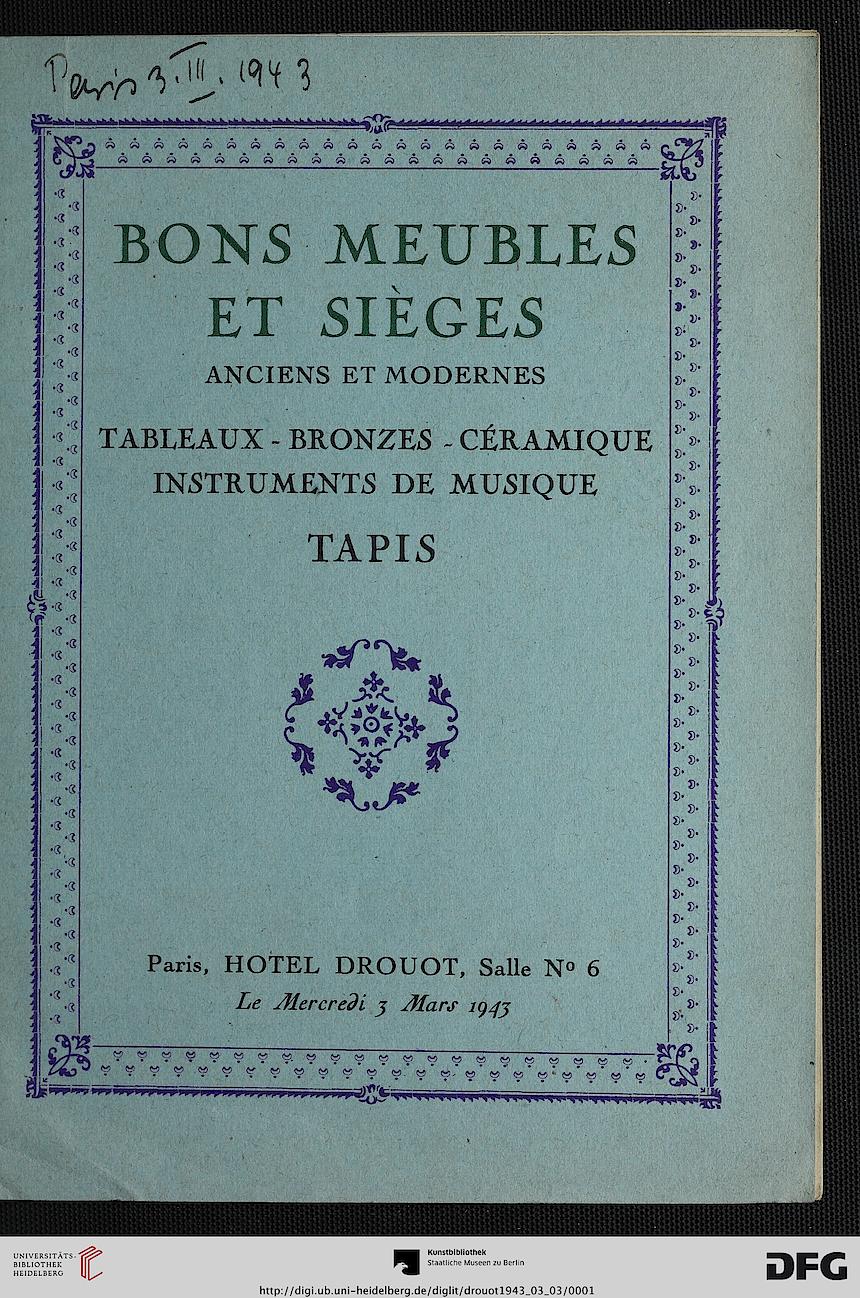 Paris 3.III.1943
BONS MEUBLES
ET SIÈGES
ANCIENS ET MODERNES
TABLEAUX - BRONZES - CÉRAMIQUE
INSTRUMENTS DE MUSIQUE
TAPIS
Paris, HOTEL DROUOT, Salle Nº 6
Le Mercredi 3 Mars 1943
UNIVERSITÄTS-
BIBLIOTHEK
HEIDELBERG
Kunstbibliothek
Staatliche Museen zu Berlin
DFG
http://digi.ub.uni-heidelberg.de/diglit/drouot1943_03_03/0001